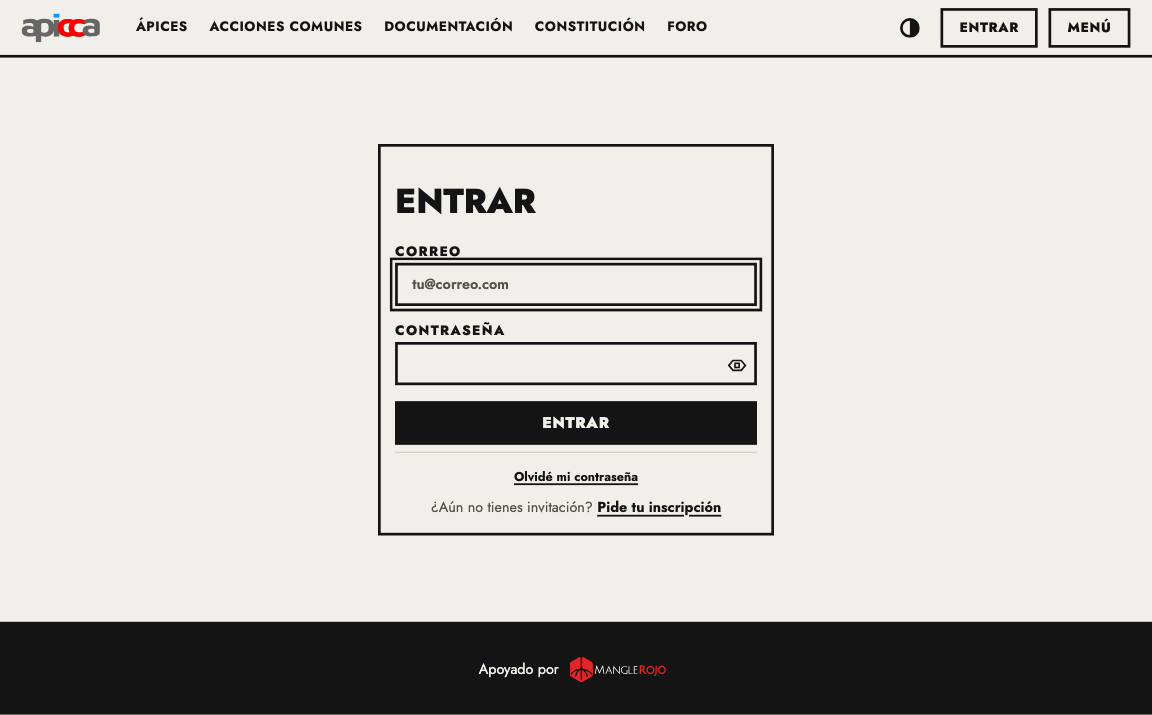 apicca ÁPICES ACCIONES COMUNES DOCUMENTACIÓN CONSTITUCIÓN FORO ENTRAR MENÚ
ENTRAR
CORREO
tu@correo.com
CONTRASEÑA
ENTRAR
Olvidé mi contraseña
¿Aún no tienes invitación? Pide tu inscripción
Apoyado por MANGLEROJO